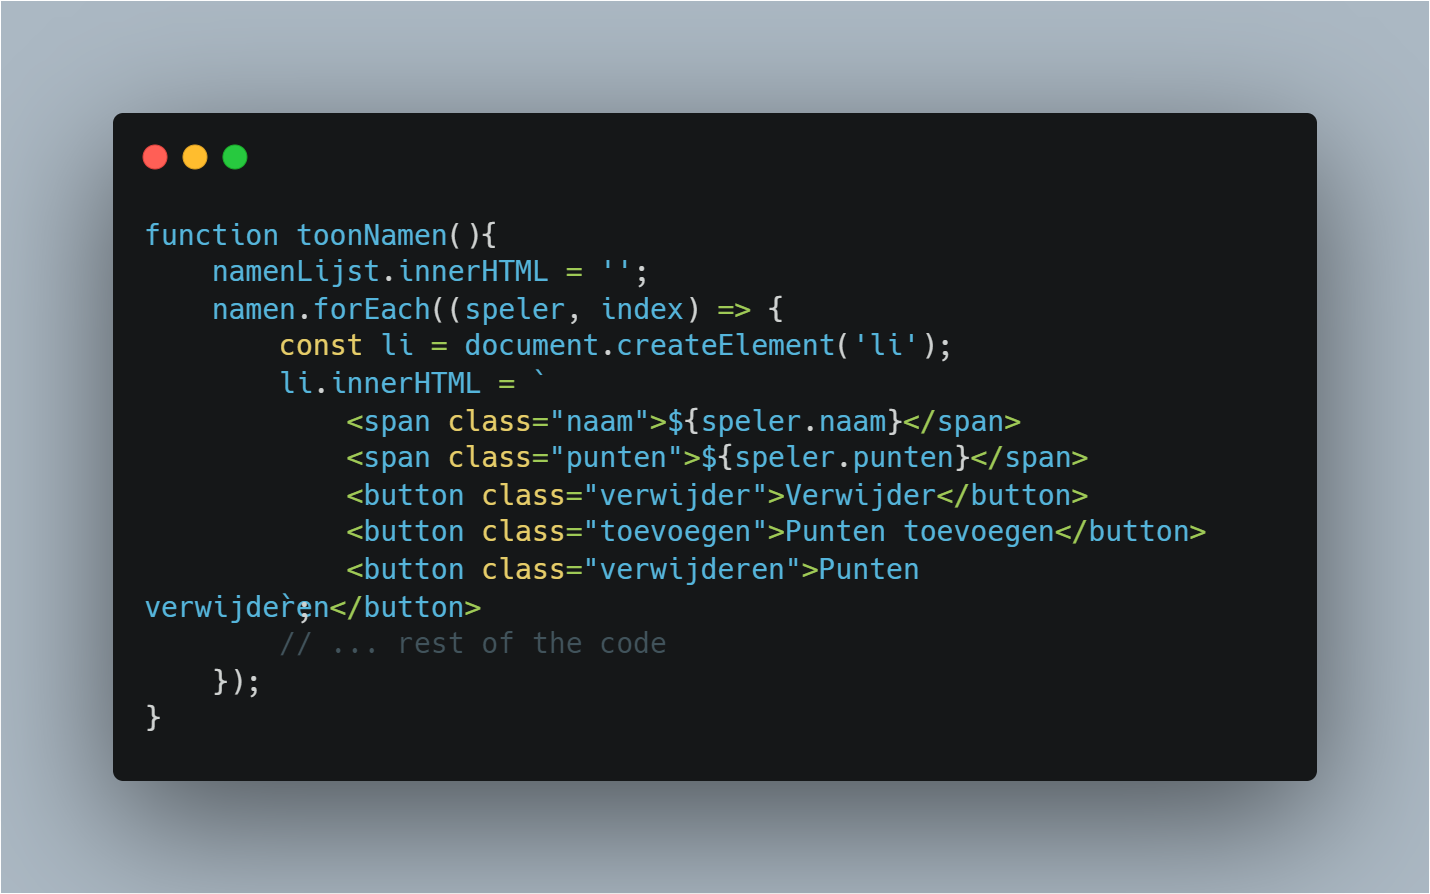 function toonNamen(){
    namenLijst.innerHTML = '';
    namen.forEach((speler, index) => {
        const li = document.createElement('li');
        li.innerHTML = `
            <span class="naam">${speler.naam}</span>
            <span class="punten">${speler.punten}</span>
            <button class="verwijder">Verwijder</button>
            <button class="toevoegen">Punten toevoegen</button>
            <button class="verwijderen">Punten
verwijderen</button>
        `;
        // ... rest of the code
    });
}